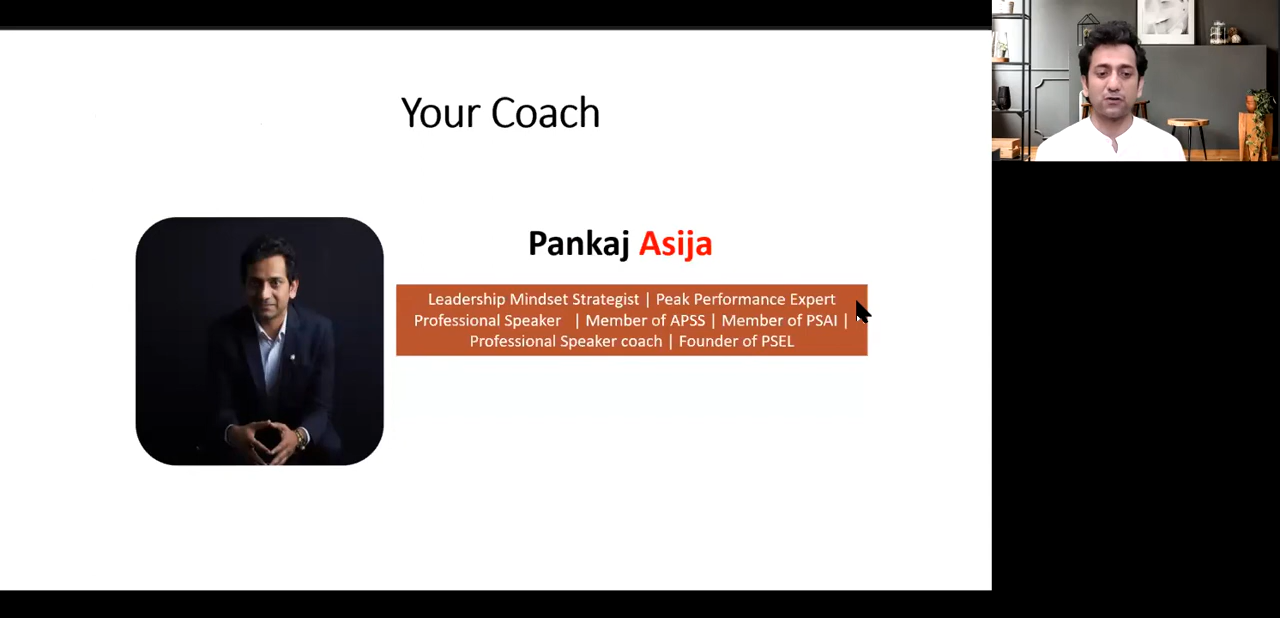 Your Coach
Pankaj Asija
Leadership Mindset Strategist | Peak Performance Expert
Professional Speaker | Member of APSS | Member of PSAI |
Professional Speaker coach | Founder of PSEL